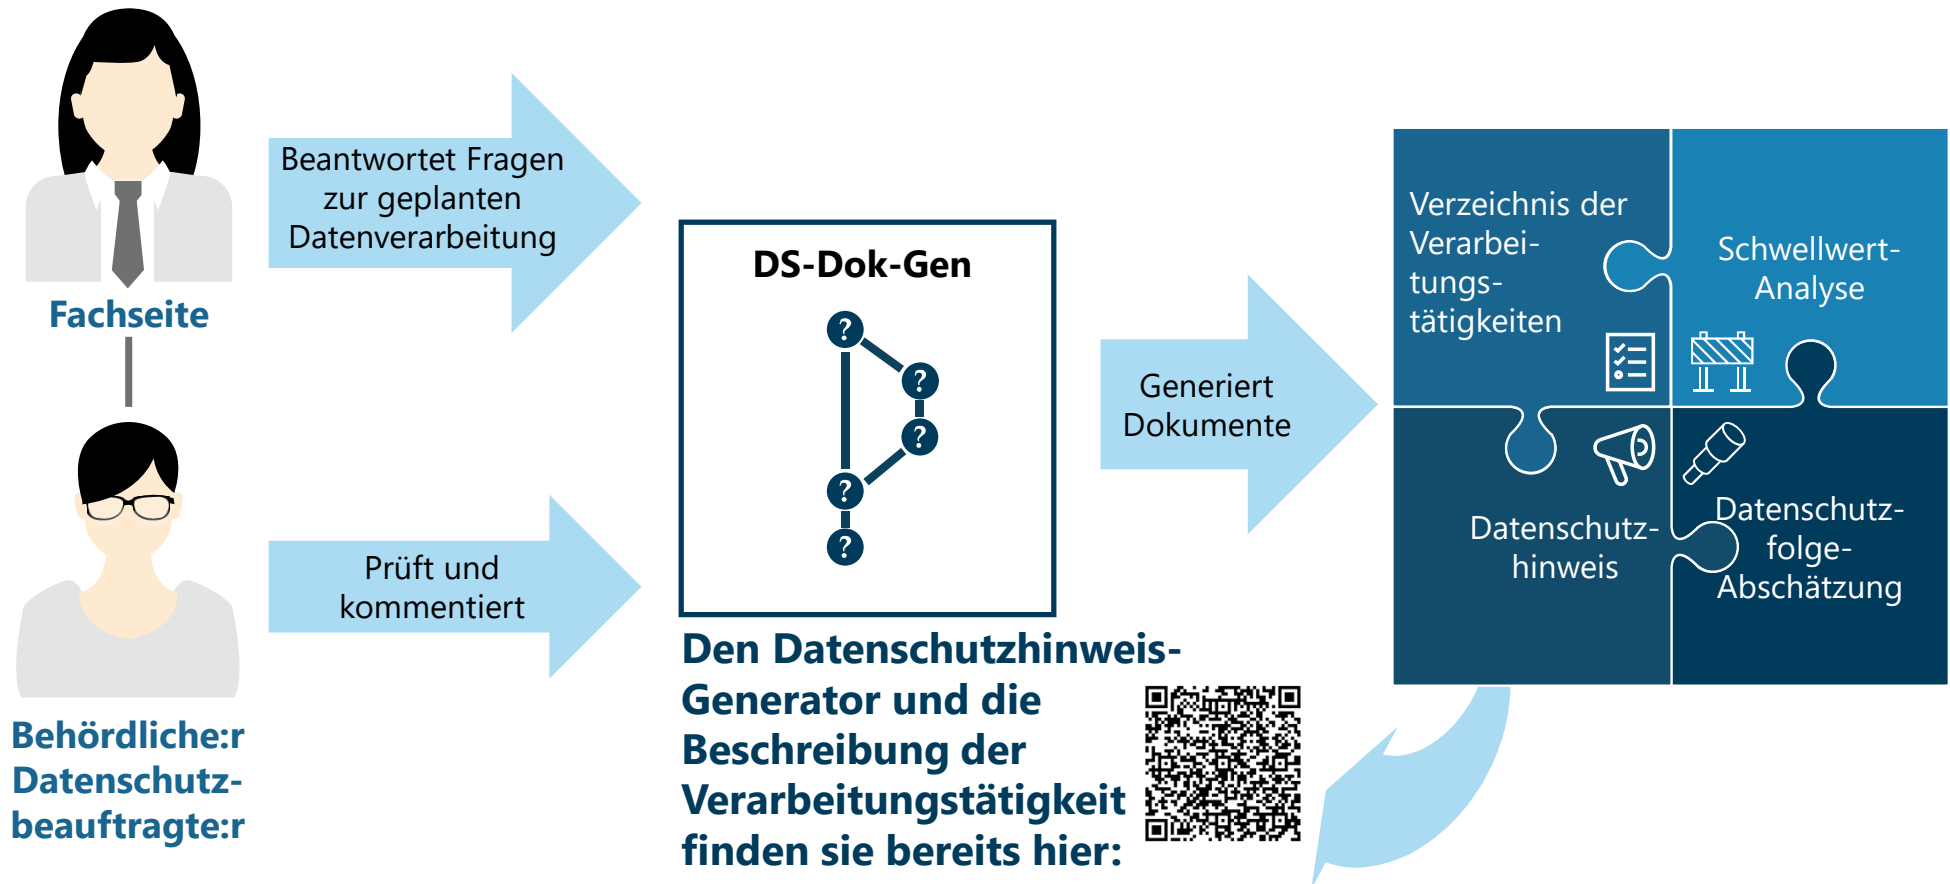 Beantwortet Fragen
zur geplanten
Datenverarbeitung
Fachseite
Prüft und
kommentiert
Behördliche:r
Datenschutz-
beauftragte:r
DS-Dok-Gen
?
?
?
?
?
Den Datenschutzhinweis-
Generator und die
Beschreibung der
Verarbeitungstätigkeit
finden sie bereits hier:
Generiert
Dokumente
Verzeichnis der
Verarbei-
tungs-
tätigkeiten
Schwellwert-
Analyse
Datenschutz-
hinweis
Datenschutz-
folge-
Abschätzung